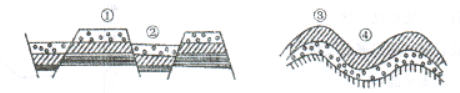 ① ② ③ ④